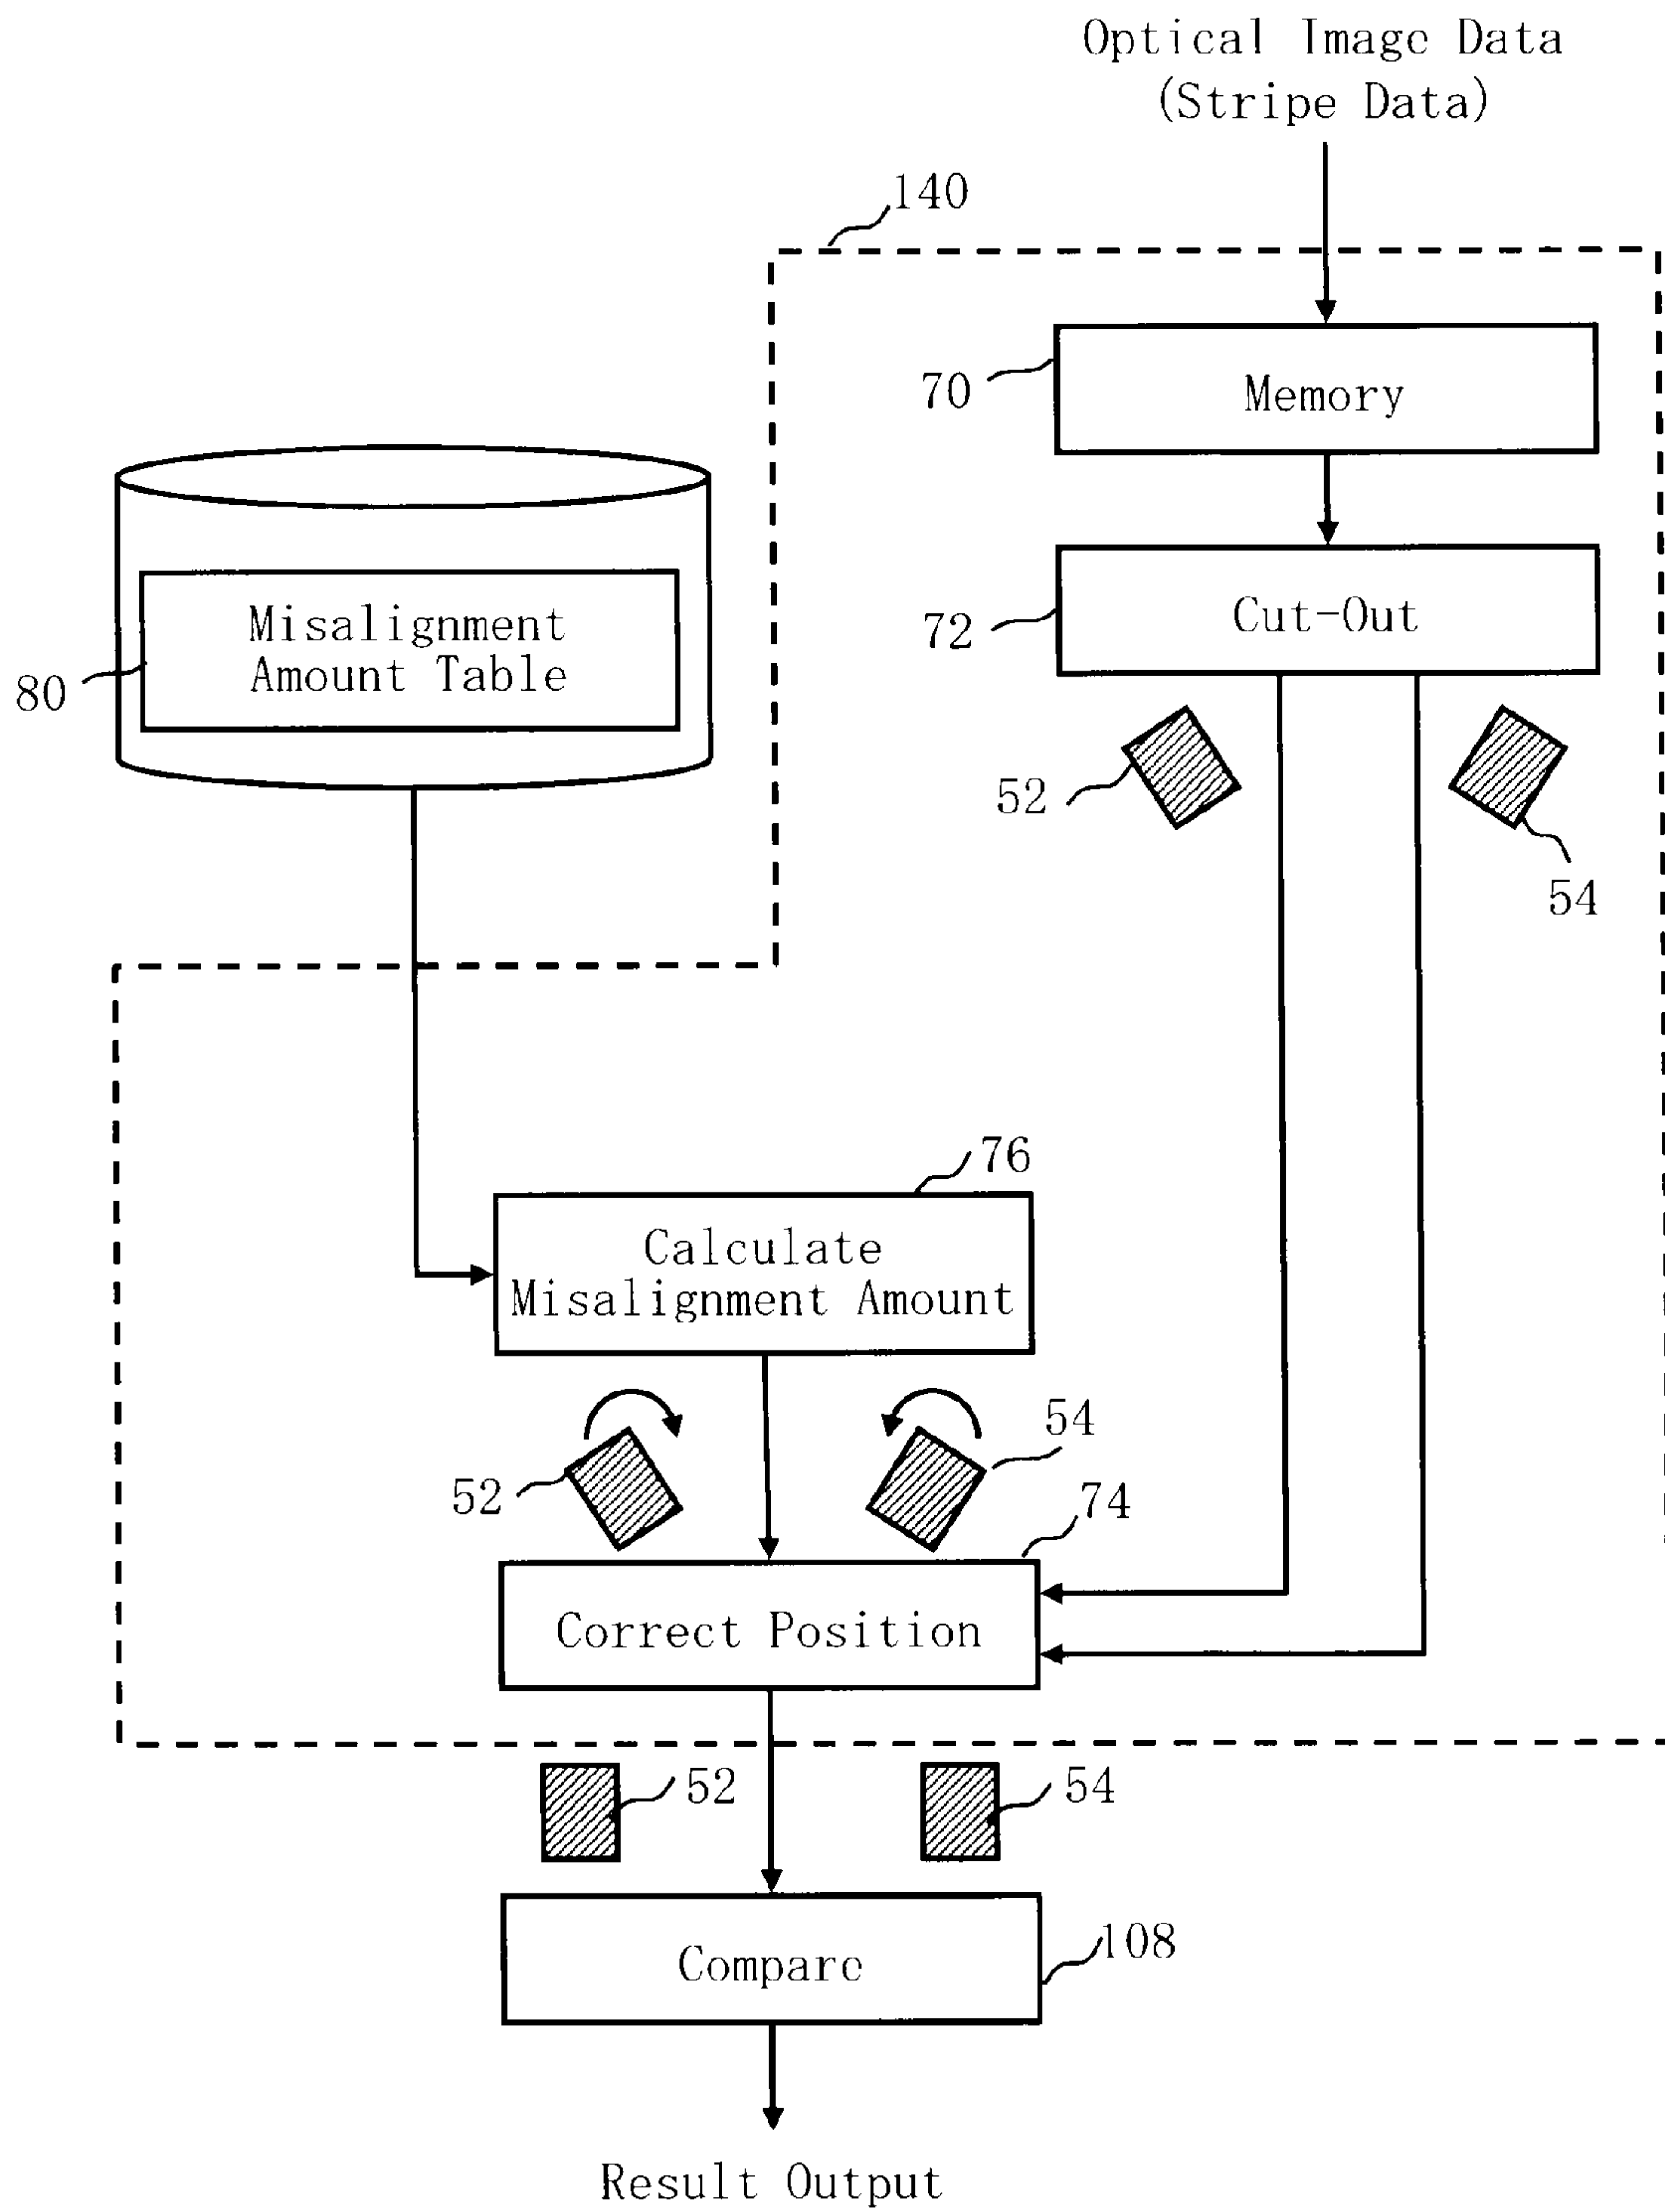 Optical Image Data
(Stripe Data)
140
70
Memory
72
Cut-Out
Misalignment
Amount Table
80
52
54
76
Calculate
Misalignment Amount
52
54
74
Correct Position
52
54
Compare
108
Result Output